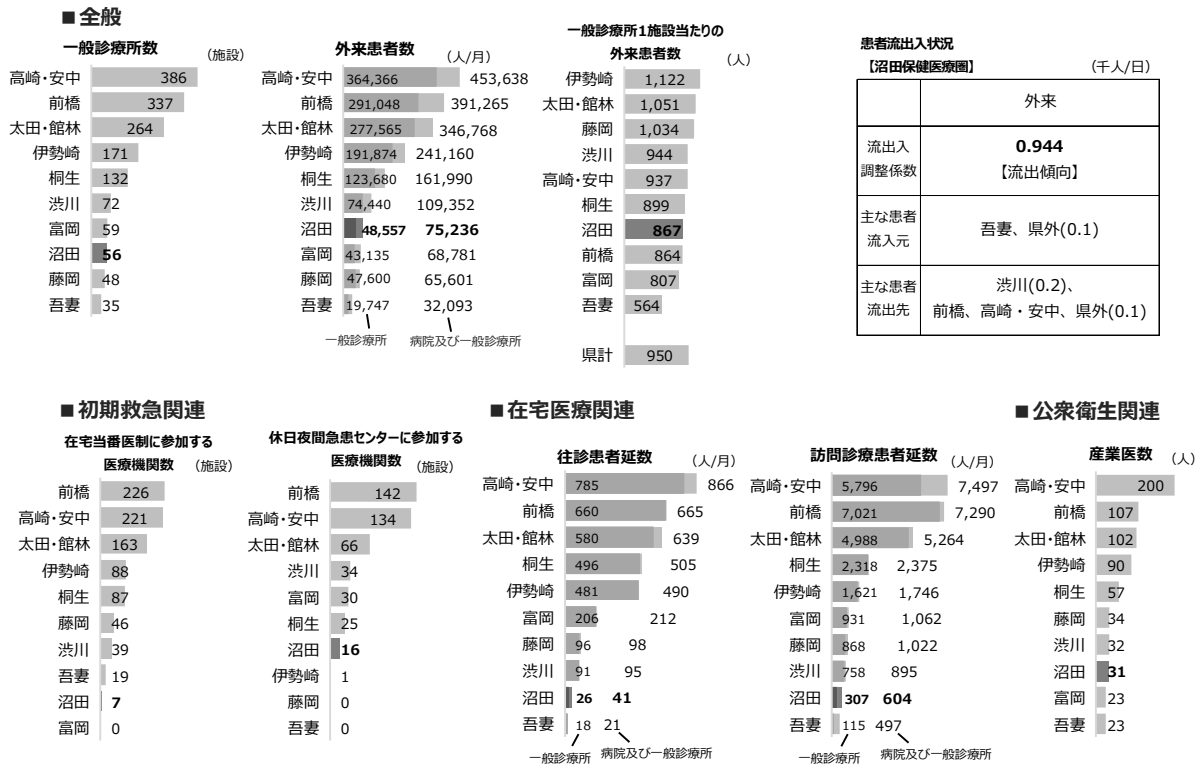 ■全般
一般診療所数 （施設）
高崎・安中 386
前橋 337
太田・館林 264
伊勢崎 171
桐生 132
渋川 72
富岡 59
沼田 56
藤岡 48
吾妻 35
外来患者数 （人/月）
高崎・安中 364,366 453,638
前橋 291,048 391,265
太田・館林 277,565 346,768
伊勢崎 191,874 241,160
桐生 123,680 161,990
渋川 74,440 109,352
沼田 48,557 75,236
富岡 43,135 68,781
藤岡 47,600 65,601
吾妻 19,747 32,093
一般診療所 病院及び一般診療所
一般診療所1施設当たりの
外来患者数 （人）
伊勢崎 1,122
太田・館林 1,051
藤岡 1,034
渋川 944
高崎・安中 937
桐生 899
沼田 867
前橋 864
富岡 807
吾妻 564
県計 950
患者流出入状況
【沼田保健医療圏】 （千人/日）
外来
流出入
調整係数
0.944
【流出傾向】
主な患者
流入元
吾妻、県外(0.1)
主な患者
流出先
渋川(0.2)、
前橋、高崎・安中、県外(0.1)
■初期救急関連
在宅当番医制に参加する
医療機関数 （施設）
前橋 226
高崎・安中 221
太田・館林 163
伊勢崎 88
桐生 87
藤岡 46
渋川 39
吾妻 19
沼田 7
富岡 0
休日夜間急患センターに参加する
医療機関数 （施設）
前橋 142
高崎・安中 134
太田・館林 66
渋川 34
富岡 30
桐生 25
沼田 16
伊勢崎 1
藤岡 0
吾妻 0
■在宅医療関連
往診患者延数 （人/月）
高崎・安中 785 866
前橋 660 665
太田・館林 580 639
桐生 496 505
伊勢崎 481 490
富岡 206 212
藤岡 96 98
渋川 91 95
沼田 26 41
吾妻 18 21
一般診療所 病院及び一般診療所
訪問診療患者延数 （人/月）
高崎・安中 5,796 7,497
前橋 7,021 7,290
太田・館林 4,988 5,264
桐生 2,318 2,375
伊勢崎 1,621 1,746
富岡 931 1,062
藤岡 868 1,022
渋川 758 895
沼田 307 604
吾妻 115 497
一般診療所 病院及び一般診療所
■公衆衛生関連
産業医数 （人）
高崎・安中 200
前橋 107
太田・館林 102
伊勢崎 90
桐生 57
藤岡 34
渋川 32
沼田 31
富岡 23
吾妻 23